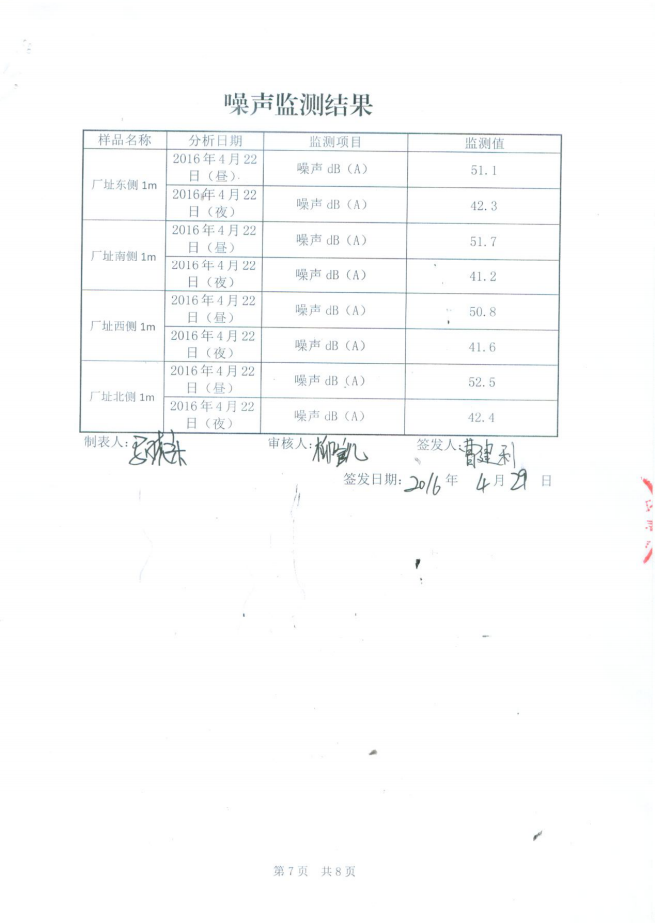 噪声监测结果
样品名称 分析日期 监测项目 监测值
厂址东侧 1m 2016 年 4 月 22 日（昼） 噪声 dB（A） 51.1
2016 年 4 月 22 日（夜） 噪声 dB（A） 42.3
厂址南侧 1m 2016 年 4 月 22 日（昼） 噪声 dB（A） 51.7
2016 年 4 月 22 日（夜） 噪声 dB（A） 41.2
厂址西侧 1m 2016 年 4 月 22 日（昼） 噪声 dB（A） 50.8
2016 年 4 月 22 日（夜） 噪声 dB（A） 41.6
厂址北侧 1m 2016 年 4 月 22 日（昼） 噪声 dB（A） 52.5
2016 年 4 月 22 日（夜） 噪声 dB（A） 42.4
制表人： 审核人：柳凯 签发人：曹建利
签发日期：2016 年 4 月 29 日
第 7 页 共 8 页